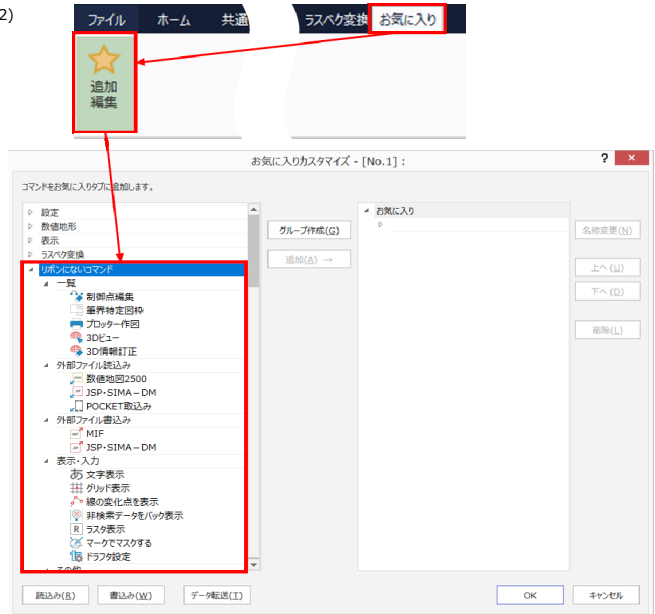 2)
ファイル ホーム 共通 ラスベク変換 お気に入り
追加
編集
お気に入りカスタマイズ - [No.1] :
? ×
コマンドをお気に入りタブに追加します。
設定
数値地形
表示
ラスベク変換
リボンにないコマンド
一覧
制御点編集
筆界特定図枠
プロッター作図
3Dビュー
3D情報訂正
外部ファイル読込み
数値地図2500
JSP・SIMA－DM
POCKET取込み
外部ファイル書込み
MIF
JSP・SIMA－DM
表示・入力
文字表示
グリッド表示
線の変化点を表示
非検索データをバック表示
ラスタ表示
マークでマスクする
ドラフタ設定
その他
グループ作成(G)
追加(A) →
お気に入り
名称変更(N)
上へ(U)
下へ(D)
削除(L)
読込み(R) 書込み(W) データ転送(T) OK キャンセル